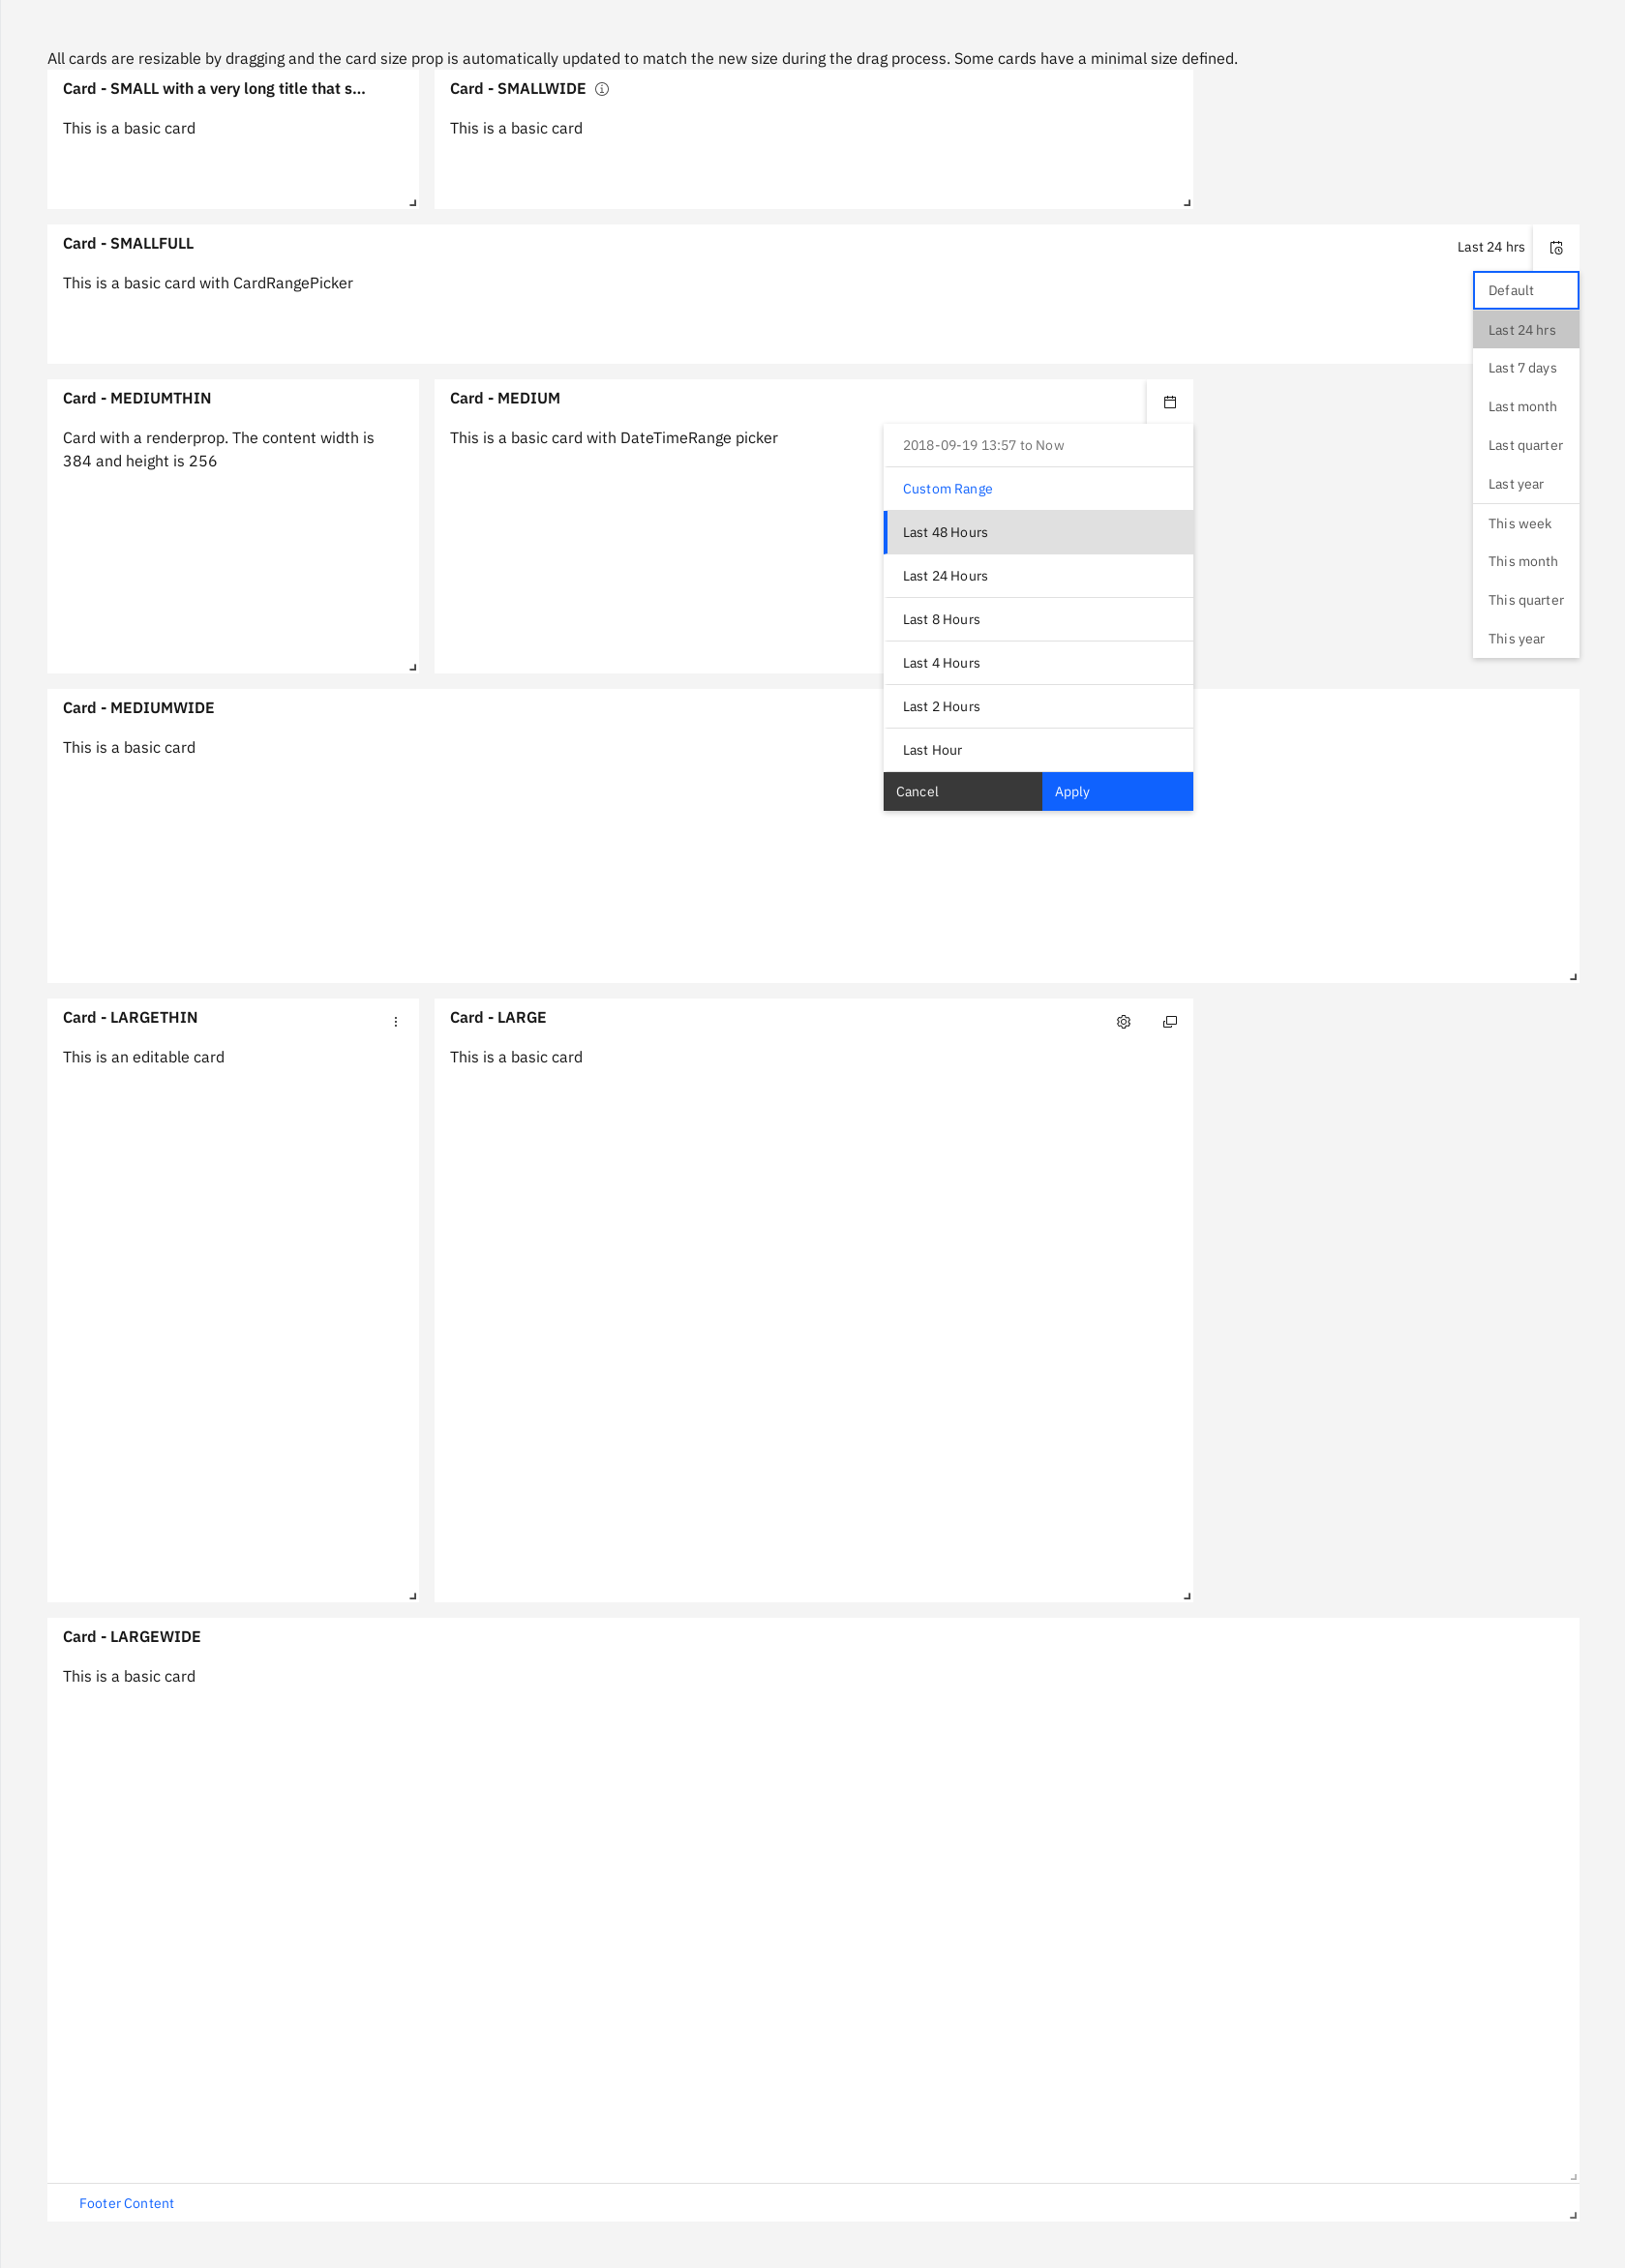 All cards are resizable by dragging and the card size prop is automatically updated to match the new size during the drag process. Some cards have a minimal size defined.
Card - SMALL with a very long title that s...
This is a basic card
Card - SMALLWIDE
This is a basic card
Card - SMALLFULL
Last 24 hrs
This is a basic card with CardRangePicker
Default
Last 24 hrs
Last 7 days
Last month
Last quarter
Last year
This week
This month
This quarter
This year
Card - MEDIUMTHIN
Card with a renderprop. The content width is
384 and height is 256
Card - MEDIUM
This is a basic card with DateTimeRange picker
2018-09-19 13:57 to Now
Custom Range
Last 48 Hours
Last 24 Hours
Last 8 Hours
Last 4 Hours
Last 2 Hours
Last Hour
Cancel
Apply
Card - MEDIUMWIDE
This is a basic card
Card - LARGETHIN
This is an editable card
Card - LARGE
This is a basic card
Card - LARGEWIDE
This is a basic card
Footer Content